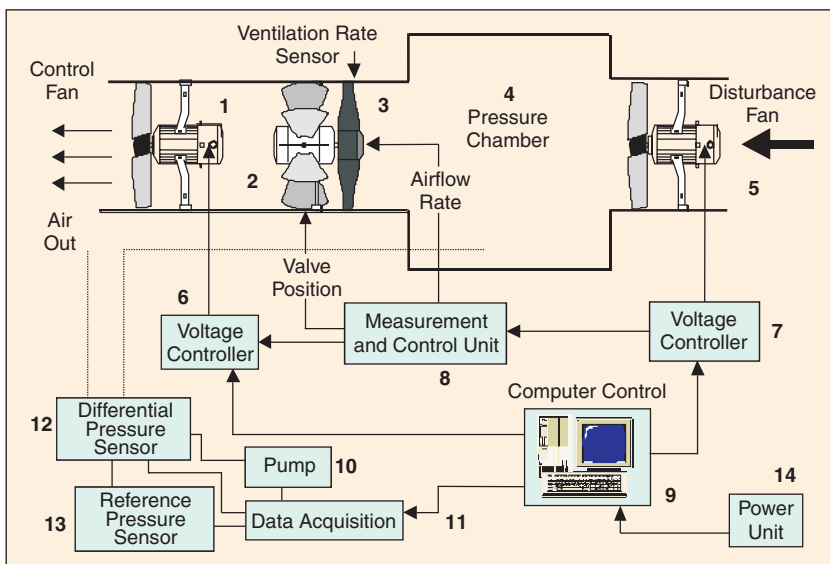 Ventilation Rate
Sensor
Control
Fan
1
2
3
4
Pressure
Chamber
Disturbance
Fan
5
Airflow
Rate
Air
Out
Valve
Position
6
Voltage
Controller
Measurement
and Control Unit
8
Voltage
Controller
7
Computer Control
9
12
Differential
Pressure
Sensor
Pump
10
13
Reference
Pressure
Sensor
Data Acquisition
11
14
Power
Unit